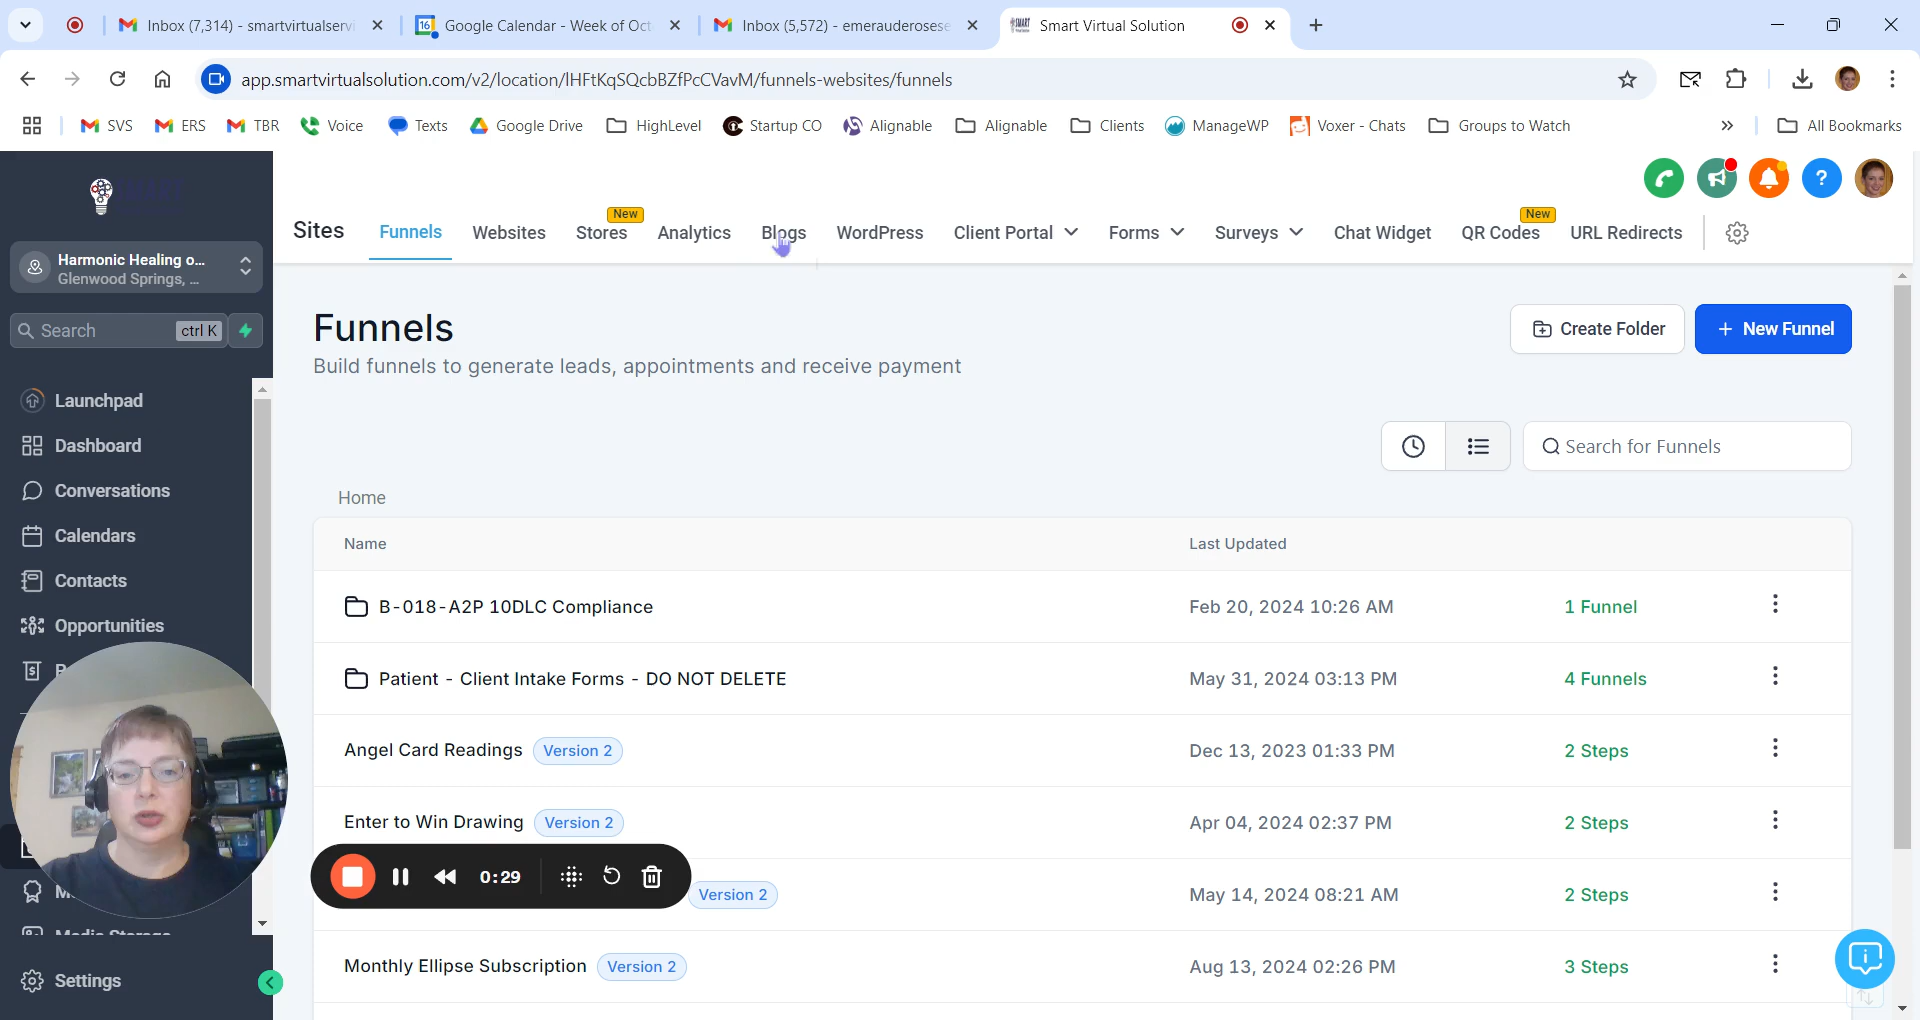 Inbox (7,314) - smartvirtualservi
Google Calendar - Week of Oct
Inbox (5,572) - emerauderosese
Smart Virtual Solution
app.smartvirtualsolution.com/v2/location/lHFtKqSQcbBZfPcCVavM/funnels-websites/funnels
SVS
ERS
TBR
Voice
Texts
Google Drive
HighLevel
Startup CO
Alignable
Alignable
Clients
ManageWP
Voxer - Chats
Groups to Watch
All Bookmarks
Harmonic Healing o...
Glenwood Springs, ...
Search
ctrl K
Launchpad
Dashboard
Conversations
Calendars
Contacts
Opportunities
Settings
Sites
Funnels
Websites
New
Stores
Analytics
Blogs
WordPress
Client Portal
Forms
Surveys
Chat Widget
New
QR Codes
URL Redirects
Funnels
Build funnels to generate leads, appointments and receive payment
Create Folder
+ New Funnel
Search for Funnels
Home
Name
Last Updated
B-018-A2P 10DLC Compliance
Feb 20, 2024 10:26 AM
1 Funnel
Patient - Client Intake Forms - DO NOT DELETE
May 31, 2024 03:13 PM
4 Funnels
Angel Card Readings
Version 2
Dec 13, 2023 01:33 PM
2 Steps
Enter to Win Drawing
Version 2
Apr 04, 2024 02:37 PM
2 Steps
0:29
Version 2
May 14, 2024 08:21 AM
2 Steps
Monthly Ellipse Subscription
Version 2
Aug 13, 2024 02:26 PM
3 Steps